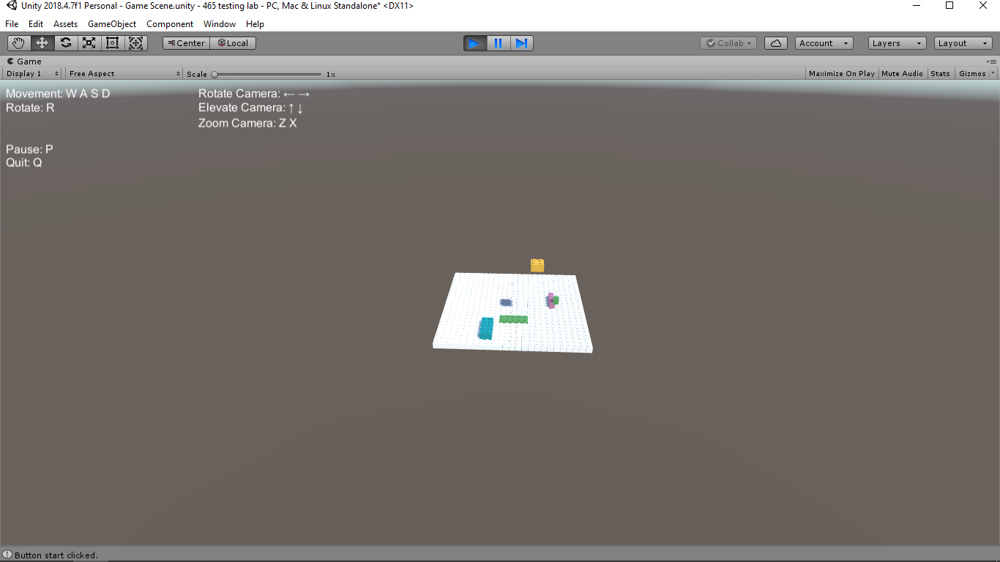 Unity 2018.4.7f1 Personal - Game Scene.unity - 465 testing lab - PC, Mac & Linux Standalone* <DX11>
File Edit Assets GameObject Component Window Help
Center Local Collab Account Layers Layout
Game
Display 1 Free Aspect Scale 1x Maximize On Play Mute Audio Stats Gizmos
Movement: W A S D
Rotate: R
Rotate Camera: ← →
Elevate Camera: ↑ ↓
Zoom Camera: Z X
Pause: P
Quit: Q
Button start clicked.